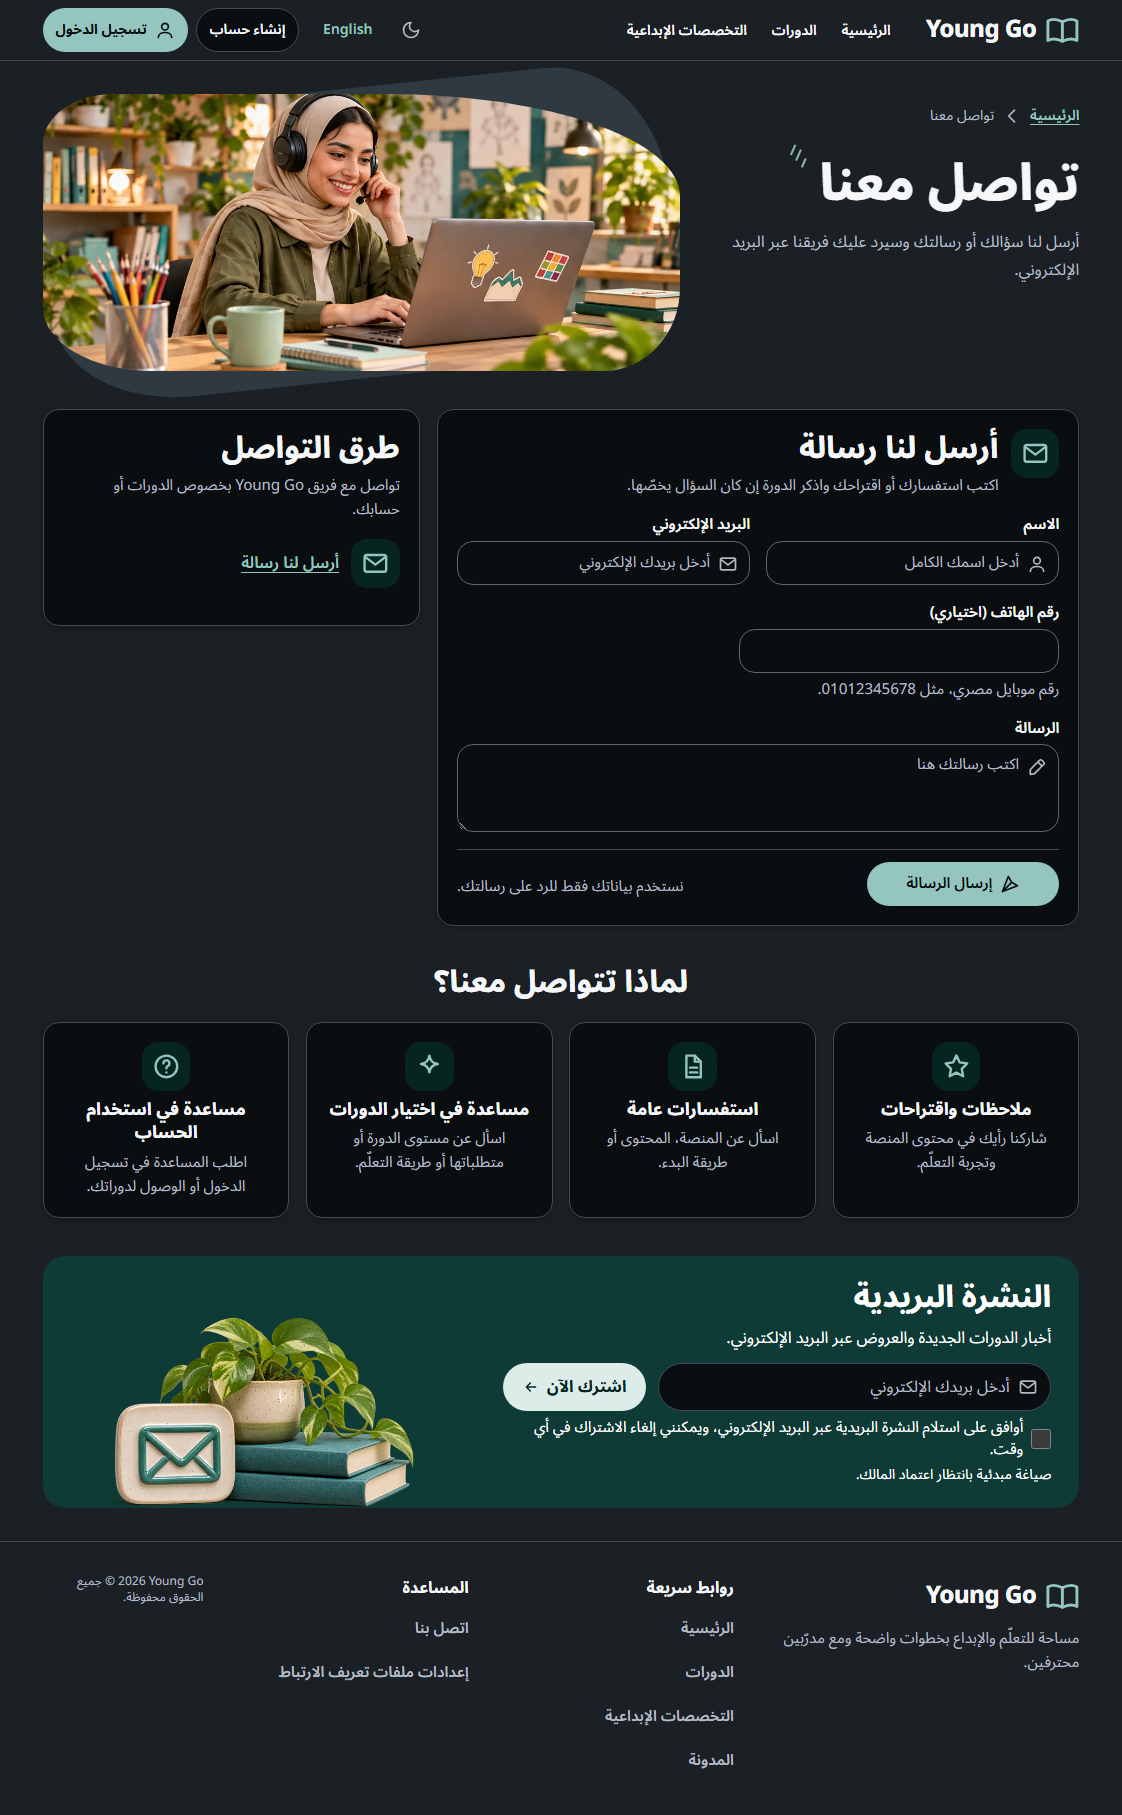 Young Go
الرئيسية
الدورات
التخصصات الإبداعية
English
إنشاء حساب
تسجيل الدخول
الرئيسية
تواصل معنا
تواصل معنا
أرسل لنا سؤالك أو رسالتك وسيرد عليك فريقنا عبر البريد
الإلكتروني.
أرسل لنا رسالة
اكتب استفسارك أو اقتراحك واذكر الدورة إن كان السؤال يخصّها.
الاسم
أدخل اسمك الكامل
البريد الإلكتروني
أدخل بريدك الإلكتروني
رقم الهاتف (اختياري)
رقم موبايل مصري، مثل 01012345678.
الرسالة
اكتب رسالتك هنا
إرسال الرسالة
نستخدم بياناتك فقط للرد على رسالتك.
طرق التواصل
تواصل مع فريق Young Go بخصوص الدورات أو
حسابك.
أرسل لنا رسالة
لماذا تتواصل معنا؟
ملاحظات واقتراحات
شاركنا رأيك في محتوى المنصة
وتجربة التعلّم.
استفسارات عامة
اسأل عن المنصة، المحتوى أو
طريقة البدء.
مساعدة في اختيار الدورات
اسأل عن مستوى الدورة أو
متطلباتها أو طريقة التعلّم.
مساعدة في استخدام
الحساب
اطلب المساعدة في تسجيل
الدخول أو الوصول لدوراتك.
النشرة البريدية
أخبار الدورات الجديدة والعروض عبر البريد الإلكتروني.
أدخل بريدك الإلكتروني
اشترك الآن
أوافق على استلام النشرة البريدية عبر البريد الإلكتروني، ويمكنني إلغاء الاشتراك في أي
وقت.
صياغة مبدئية بانتظار اعتماد المالك.
Young Go
مساحة للتعلّم والإبداع بخطوات واضحة ومع مدرّبين
محترفين.
روابط سريعة
الرئيسية
الدورات
التخصصات الإبداعية
المدونة
المساعدة
اتصل بنا
إعدادات ملفات تعريف الارتباط
Young Go 2026 © جميع
الحقوق محفوظة.